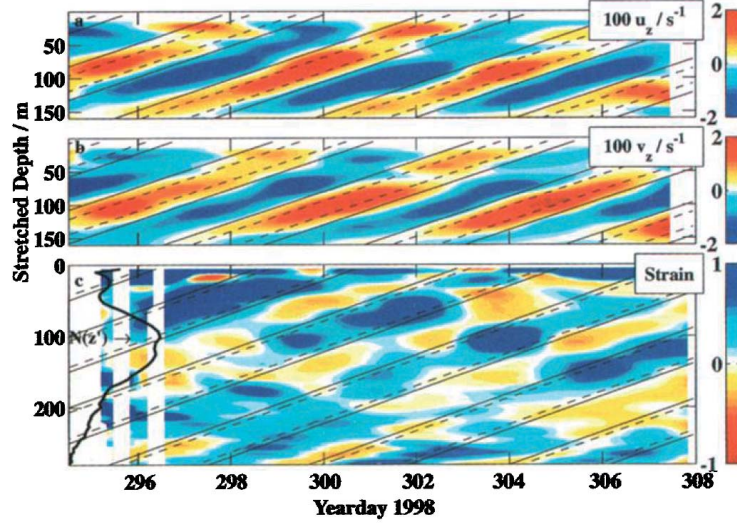 a
100 u_z / s^-1
2
0
-2
50
100
150
b
100 v_z / s^-1
2
0
-2
50
100
150
Stretched Depth / m
c
Strain
1
0
-1
0
100
200
N(z') →
296
298
300
302
304
306
308
Yearday 1998